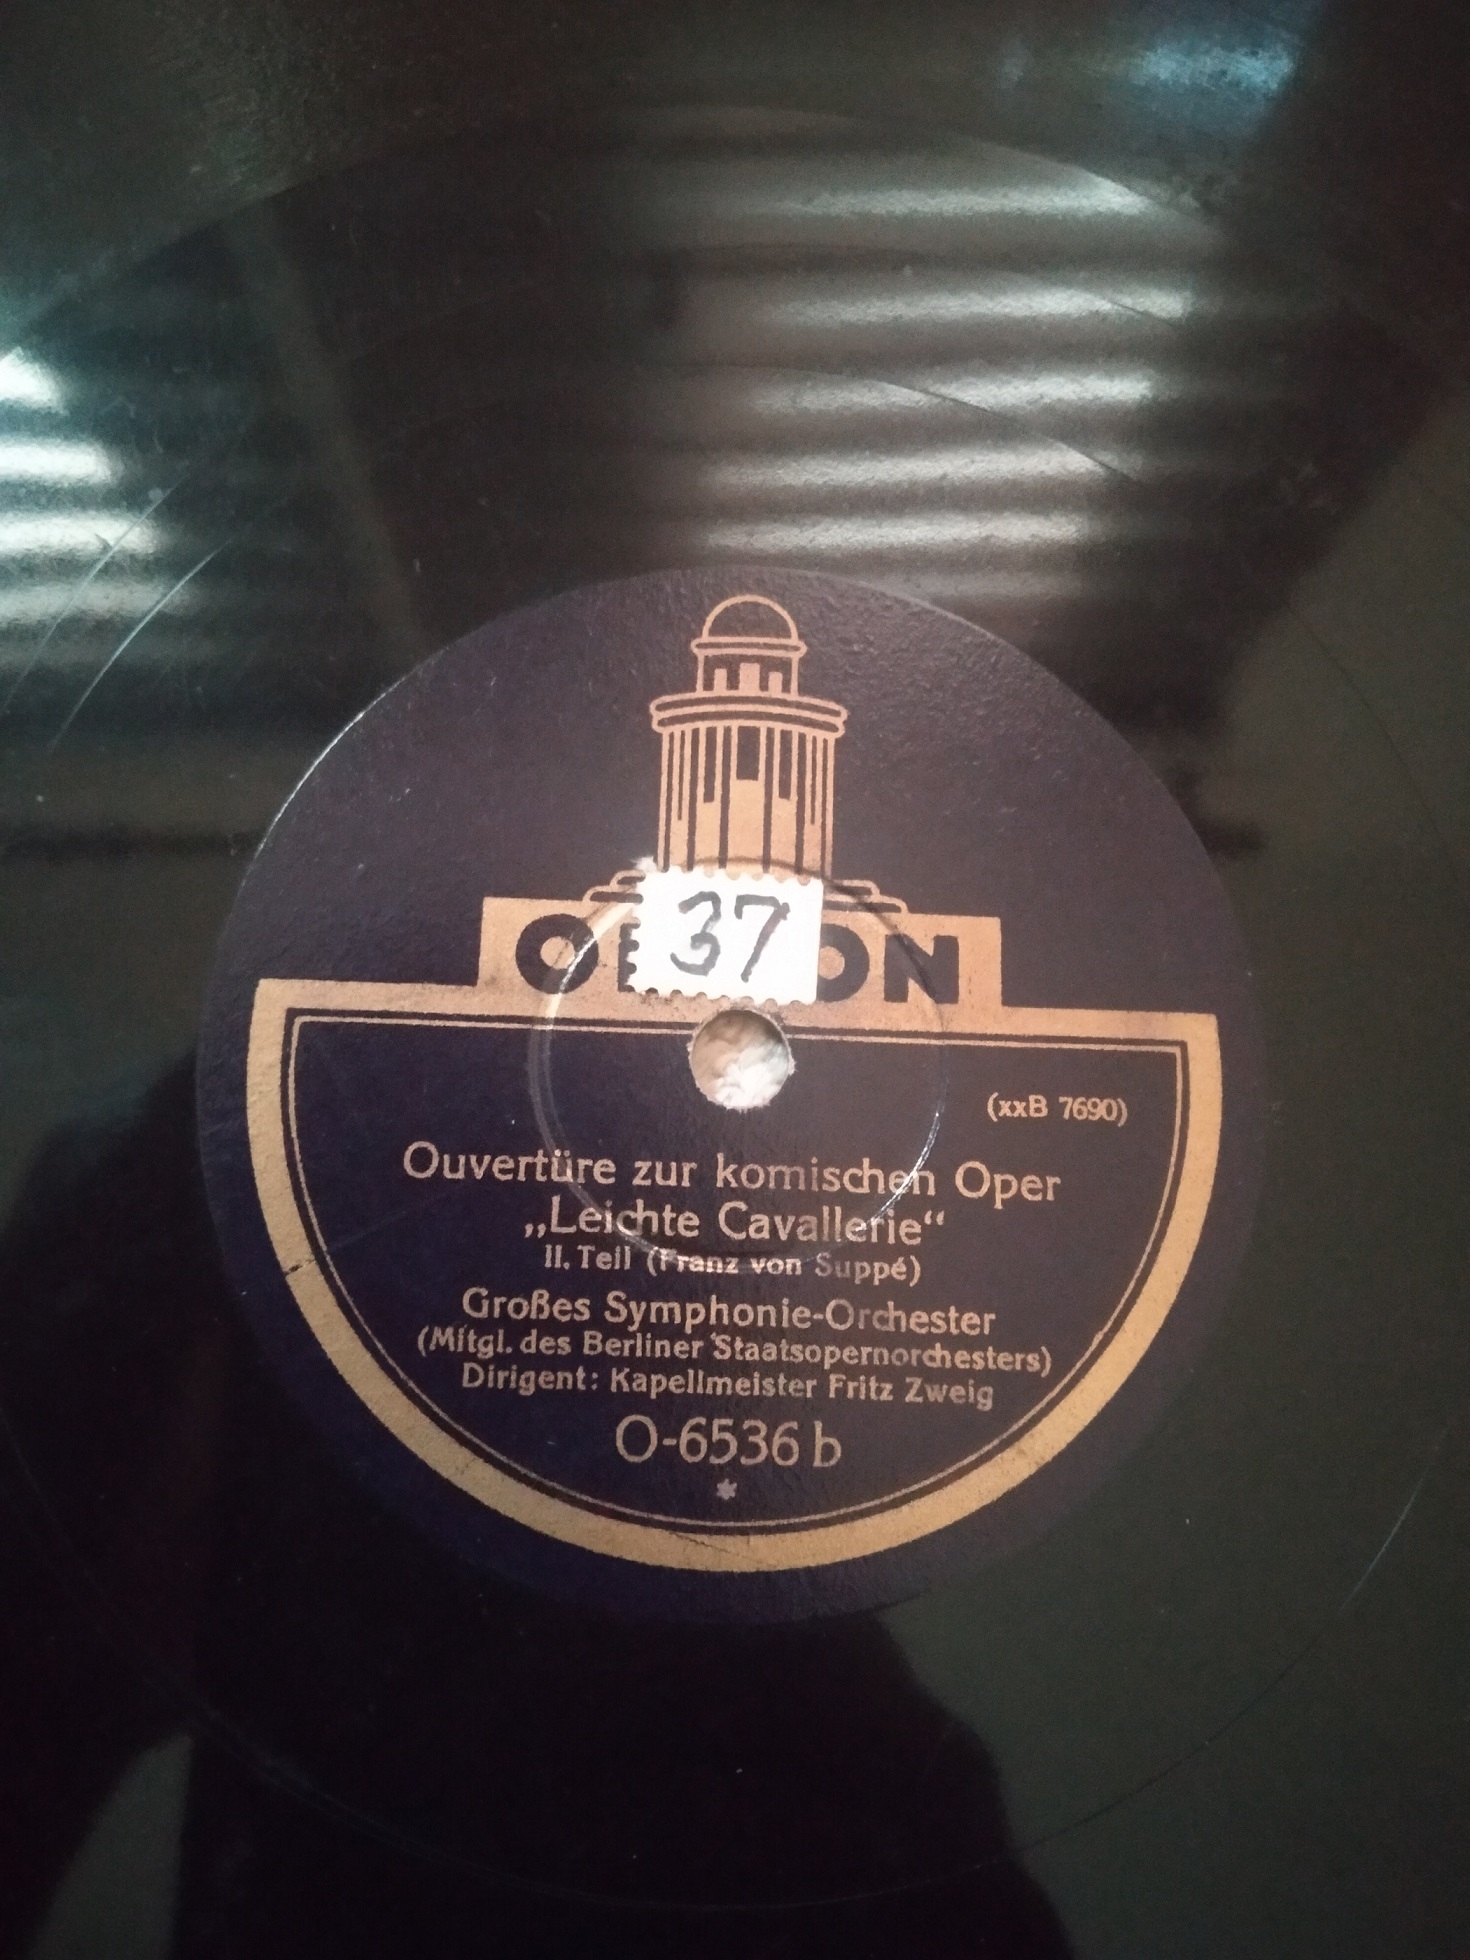 37
(xxB 7690)
Ouvertüre zur komischen Oper
„Leichte Cavallerie“
II. Teil (Franz von Suppé)
Großes Symphonie-Orchester
(Mitgl. des Berliner Staatsopernorchesters)
Dirigent: Kapellmeister Fritz Zweig
O-6536 b